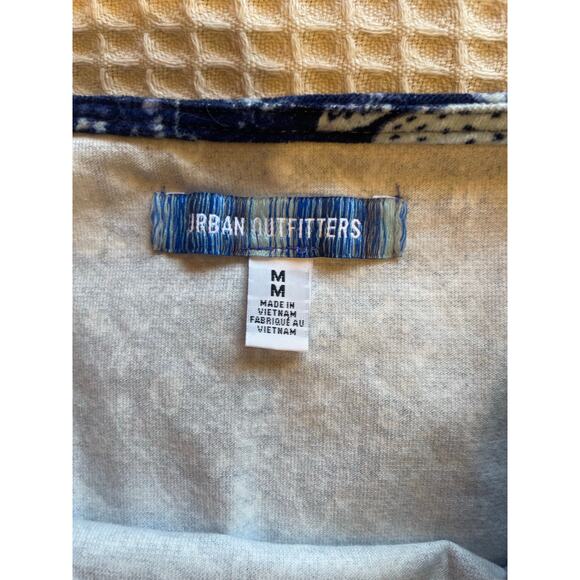 URBAN OUTFITTERS
M
M
MADE IN
VIETNAM
FABRIQUÉ AU
VIETNAM